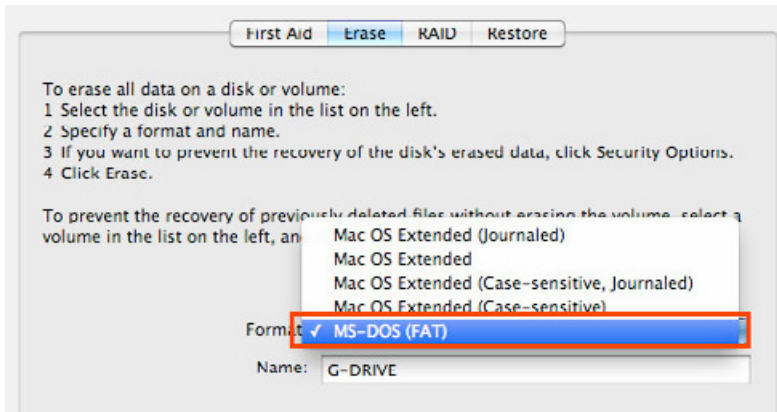 First Aid Erase RAID Restore
To erase all data on a disk or volume:
1 Select the disk or volume in the list on the left.
2 Specify a format and name.
3 If you want to prevent the recovery of the disk's erased data, click Security Options.
4 Click Erase.
To prevent the recovery of previously deleted files without erasing the volume, select a
volume in the list on the left, an
Mac OS Extended (Journaled)
Mac OS Extended
Mac OS Extended (Case-sensitive, Journaled)
Mac OS Extended (Case-sensitive)
Format ✓ MS-DOS (FAT)
Name: G-DRIVE